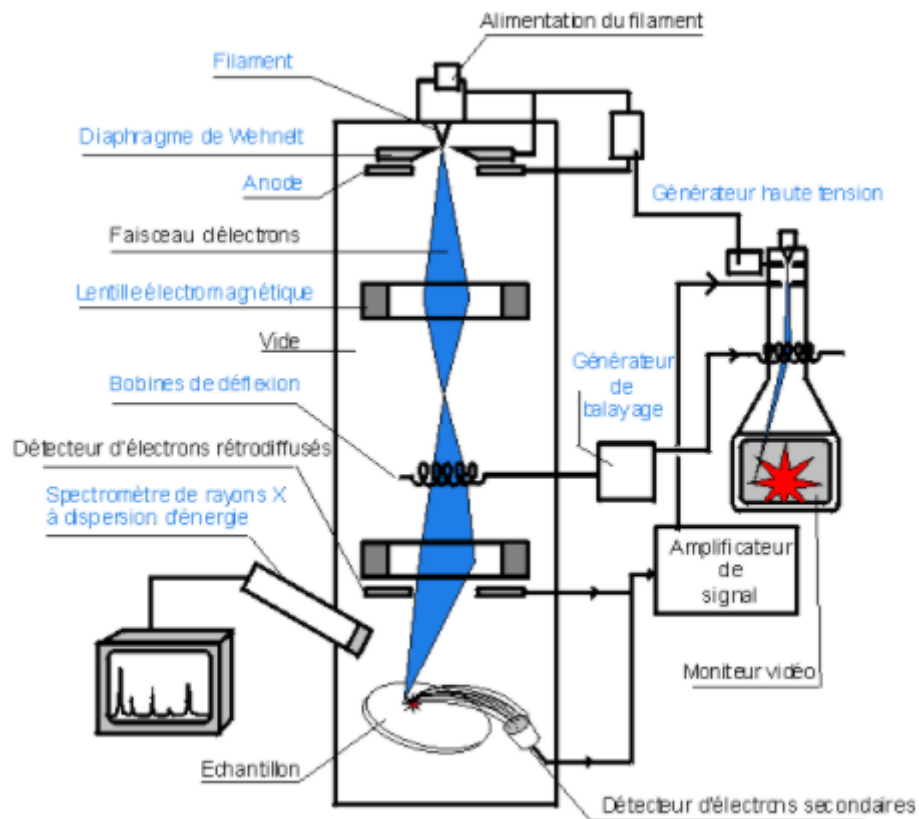 Alimentation du filament
Filament
Diaphragme de Wehnelt
Anode
Générateur haute tension
Faisceau d'électrons
Lentille électromagnétique
Vide
Générateur
de
balayage
Bobines de déflexion
Détecteur d'électrons rétrodiffusés
Spectromètre de rayons X
à dispersion d'énergie
Amplificateur
de
signal
Moniteur vidéo
Echantillon
Détecteur d'électrons secondaires